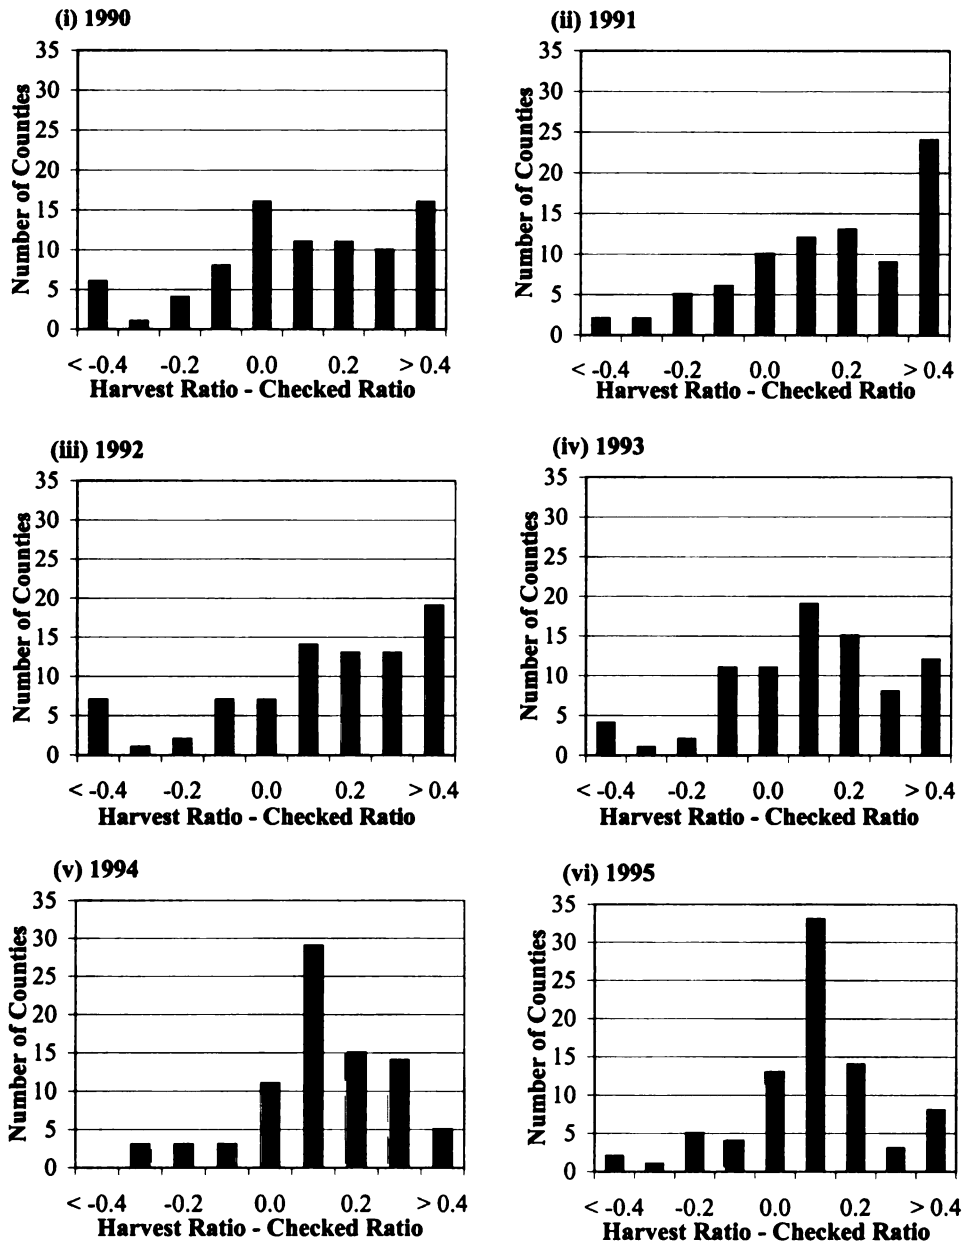 (i) 1990
35
30
25
20
15
10
5
0
Number of Counties
< -0.4 -0.2 0.0 0.2 > 0.4
Harvest Ratio - Checked Ratio
(ii) 1991
35
30
25
20
15
10
5
0
Number of Counties
< -0.4 -0.2 0.0 0.2 > 0.4
Harvest Ratio - Checked Ratio
(iii) 1992
35
30
25
20
15
10
5
0
Number of Counties
< -0.4 -0.2 0.0 0.2 > 0.4
Harvest Ratio - Checked Ratio
(iv) 1993
35
30
25
20
15
10
5
0
Number of Counties
< -0.4 -0.2 0.0 0.2 > 0.4
Harvest Ratio - Checked Ratio
(v) 1994
35
30
25
20
15
10
5
0
Number of Counties
< -0.4 -0.2 0.0 0.2 > 0.4
Harvest Ratio - Checked Ratio
(vi) 1995
35
30
25
20
15
10
5
0
Number of Counties
< -0.4 -0.2 0.0 0.2 > 0.4
Harvest Ratio - Checked Ratio